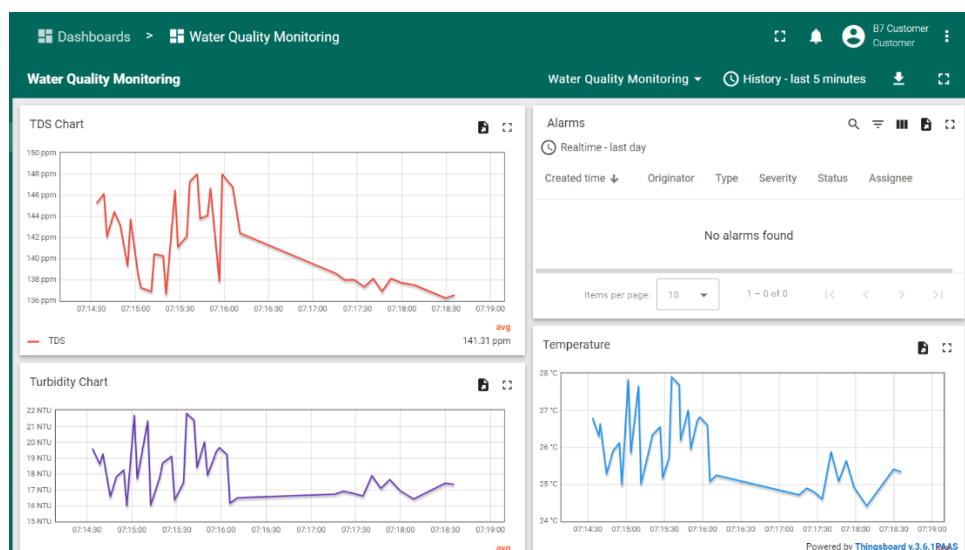 Dashboards > Water Quality Monitoring
B7 Customer
Customer
Water Quality Monitoring
Water Quality Monitoring
History - last 5 minutes
TDS Chart
150 ppm
148 ppm
146 ppm
144 ppm
142 ppm
140 ppm
138 ppm
136 ppm
07:14:30 07:15:00 07:15:30 07:16:00 07:16:30 07:17:00 07:17:30 07:18:00 07:18:30 07:19:00
avg
TDS 141.31 ppm
Alarms
Realtime - last day
Created time Originator Type Severity Status Assignee
No alarms found
Items per page: 10 1 – 0 of 0
Turbidity Chart
22 NTU
21 NTU
20 NTU
19 NTU
18 NTU
17 NTU
16 NTU
15 NTU
07:14:30 07:15:00 07:15:30 07:16:00 07:16:30 07:17:00 07:17:30 07:18:00 07:18:30 07:19:00
avg
Temperature
28 °C
27 °C
26 °C
25 °C
24 °C
07:14:30 07:15:00 07:15:30 07:16:00 07:16:30 07:17:00 07:17:30 07:18:00 07:18:30 07:19:00
Powered by Thingsboard v.3.6.1PAAS